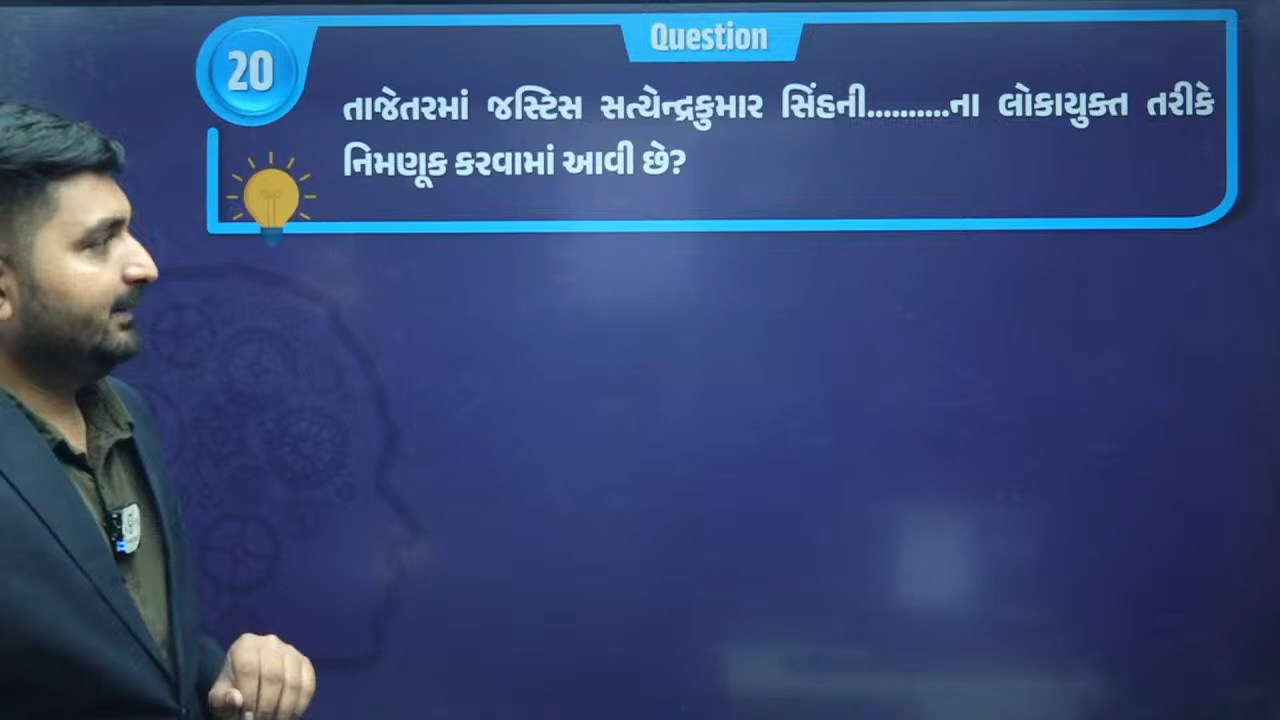 Question
20
તાજેતરમાં જસ્ટિસ સત્યેન્દ્રકુમાર સિંહની..........ના લોકાયુક્ત તરીકે
નિમણૂક કરવામાં આવી છે?